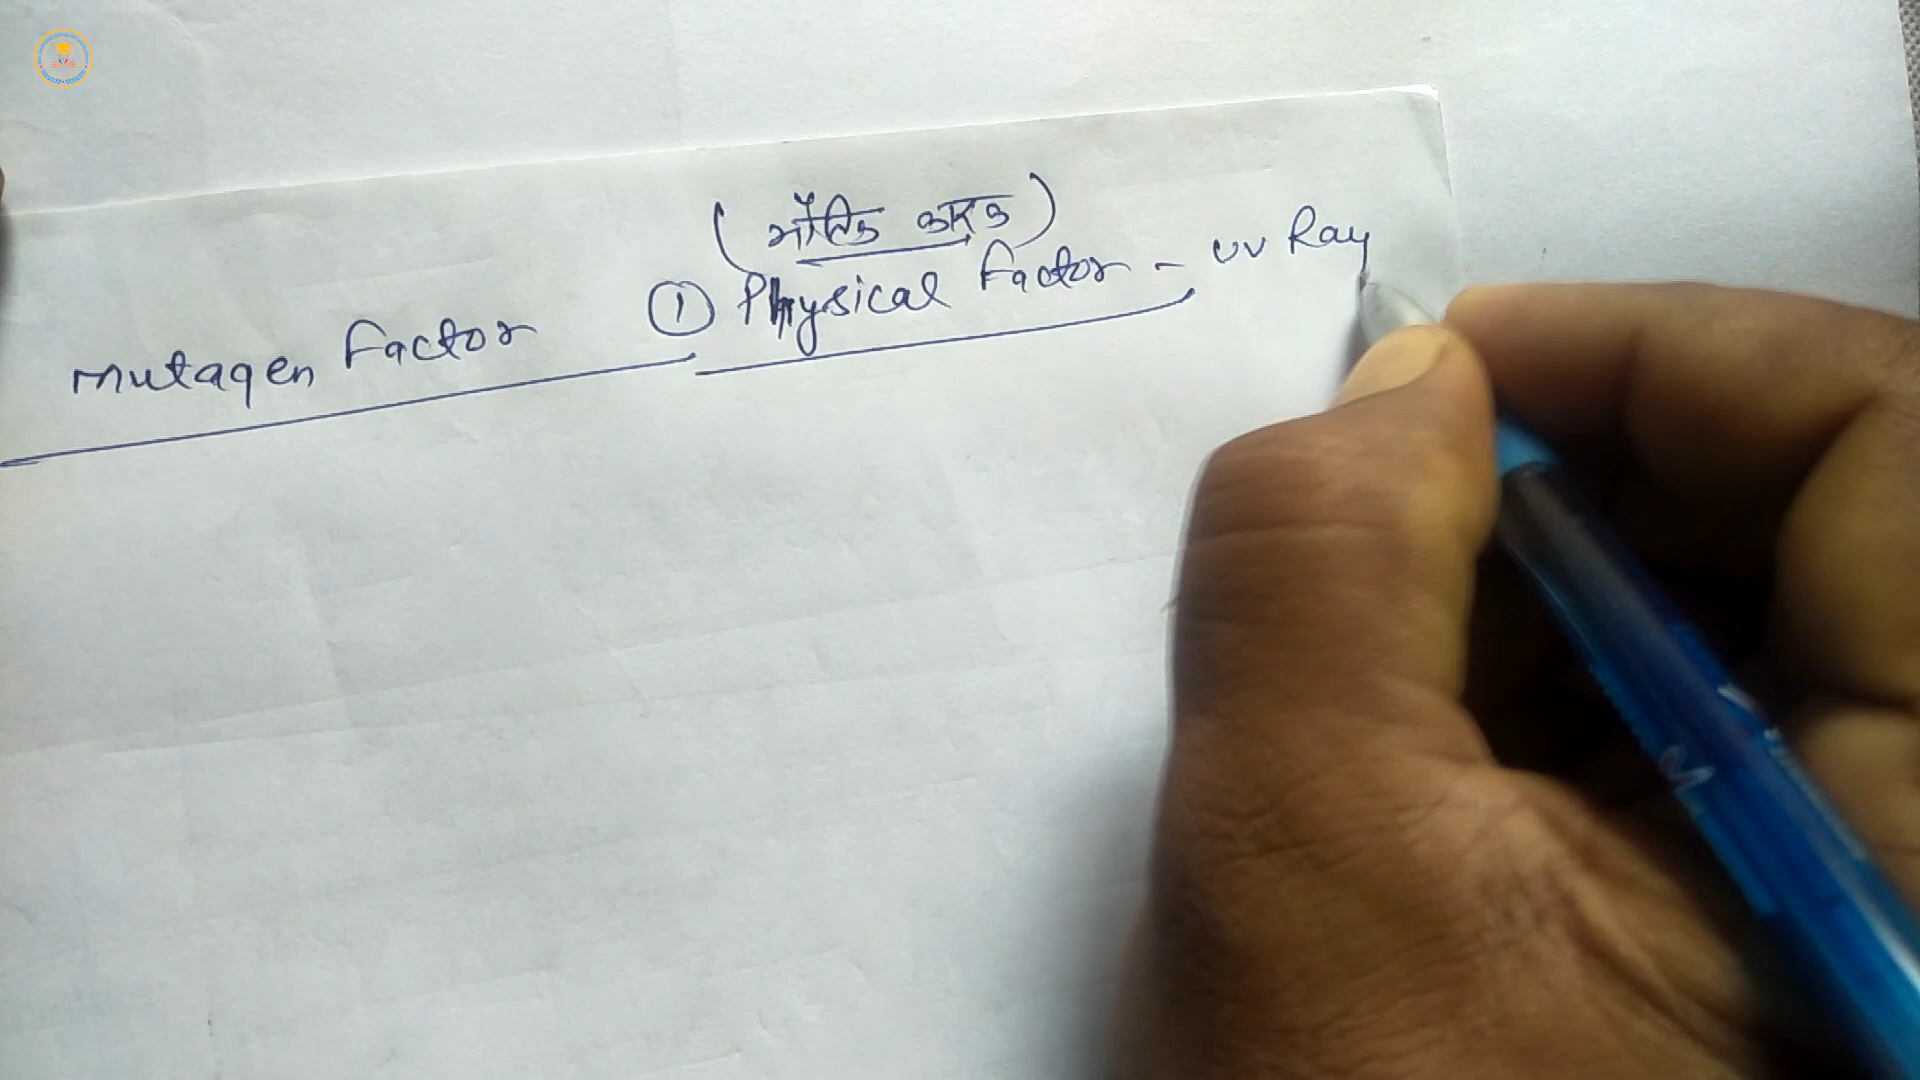 (भौतिक कारक)
Mutagen Factor ① Physical Factor - UV Ray